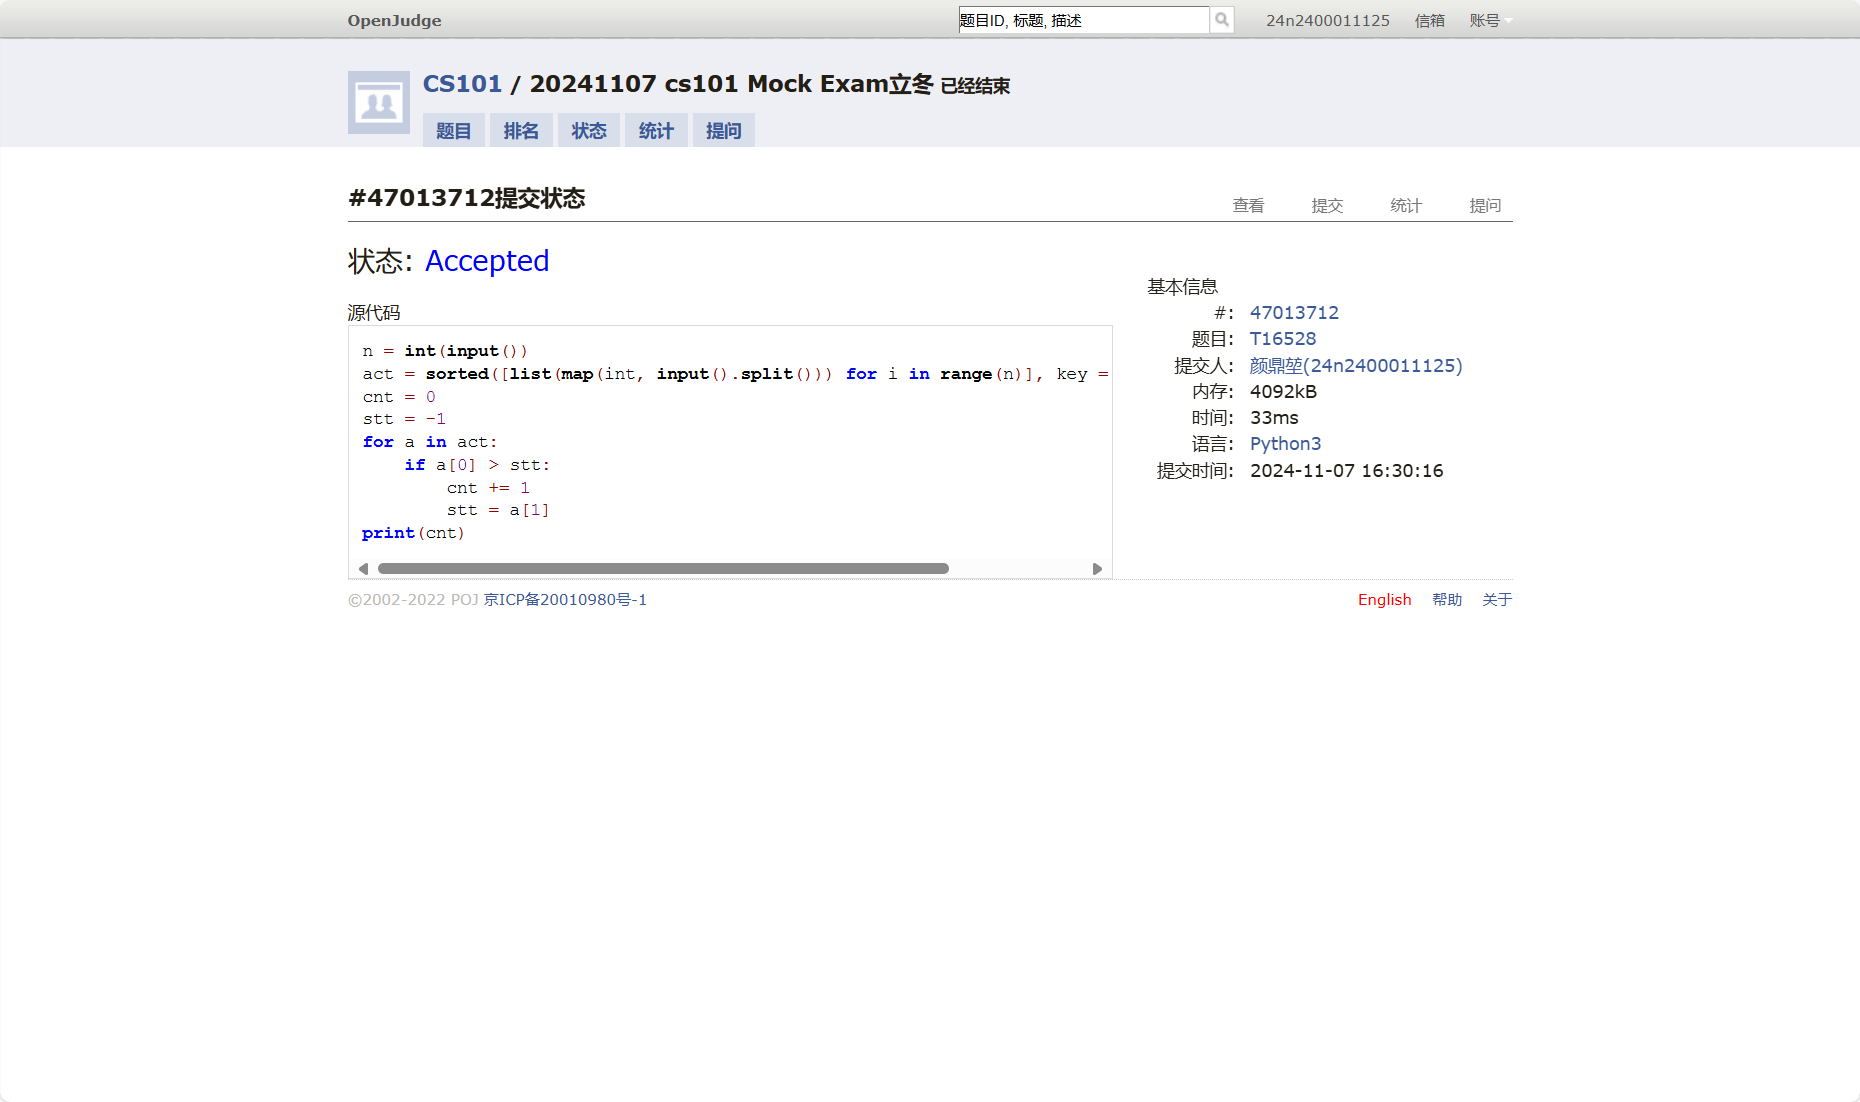 OpenJudge
题目ID, 标题, 描述
24n2400011125 信箱 账号
CS101 / 20241107 cs101 Mock Exam立冬 已经结束
题目 排名 状态 统计 提问
#47013712提交状态
查看 提交 统计 提问
状态: Accepted
源代码
n = int(input())
act = sorted([list(map(int, input().split())) for i in range(n)], key =
cnt = 0
stt = -1
for a in act:
    if a[0] > stt:
        cnt += 1
        stt = a[1]
print(cnt)
基本信息
#: 47013712
题目: T16528
提交人: 颜鼎堃(24n2400011125)
内存: 4092kB
时间: 33ms
语言: Python3
提交时间: 2024-11-07 16:30:16
©2002-2022 POJ 京ICP备20010980号-1
English 帮助 关于